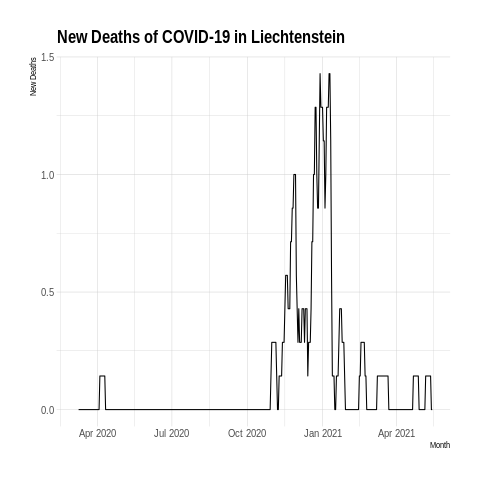 New Deaths of COVID-19 in Liechtenstein
New Deaths
1.5
1.0
0.5
0.0
Apr 2020 Jul 2020 Oct 2020 Jan 2021 Apr 2021
Month